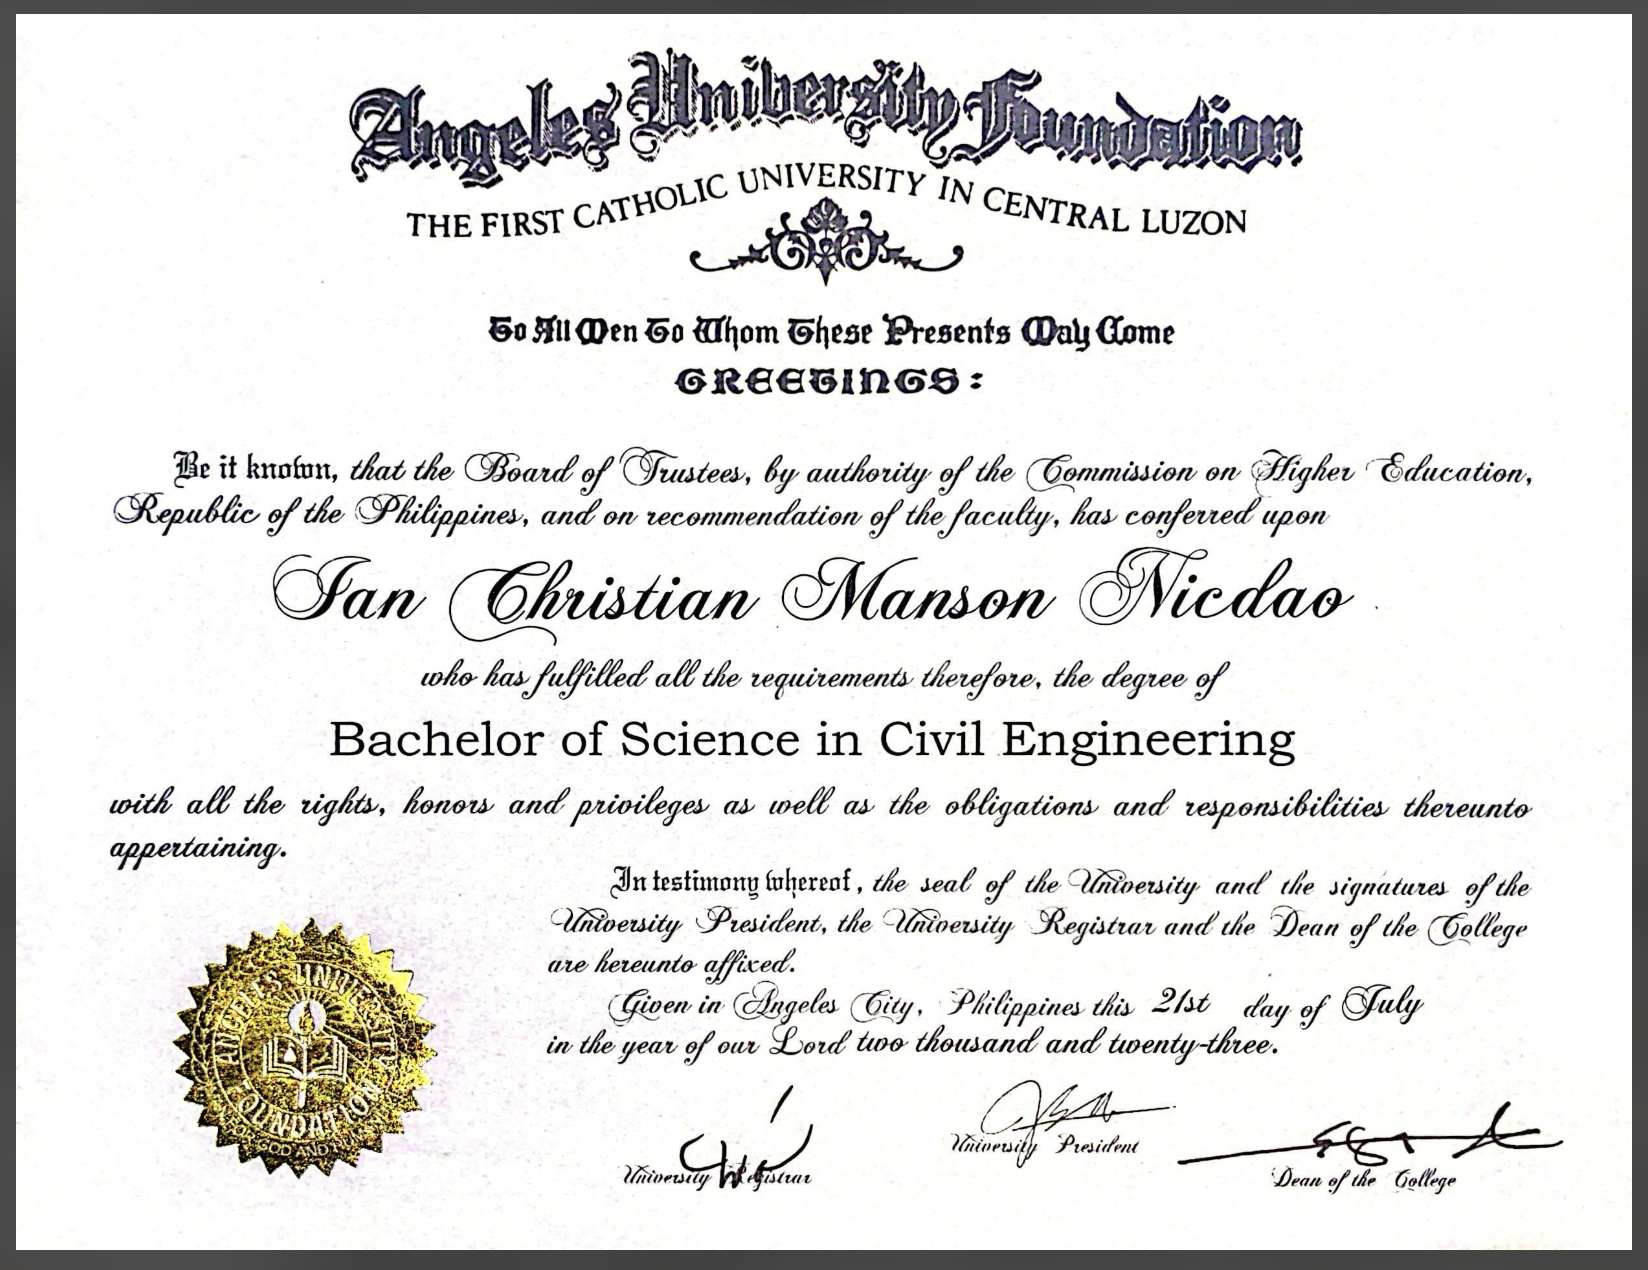 Angeles University Foundation
THE FIRST CATHOLIC UNIVERSITY IN CENTRAL LUZON
To All Men To Whom These Presents May Come
GREETINGS:
Be it known, that the Board of Trustees, by authority of the Commission on Higher Education,
Republic of the Philippines, and on recommendation of the faculty, has conferred upon
Ian Christian Manson Nicdao
who has fulfilled all the requirements therefore, the degree of
Bachelor of Science in Civil Engineering
with all the rights, honors and privileges as well as the obligations and responsibilities thereunto
appertaining.
In testimony whereof, the seal of the University and the signatures of the
University President, the University Registrar and the Dean of the College
are hereunto affixed.
Given in Angeles City, Philippines this 21st day of July
in the year of our Lord two thousand and twenty-three.
ANGELES UNIVERSITY
FOUNDATION
University Registrar
University President
Dean of the College